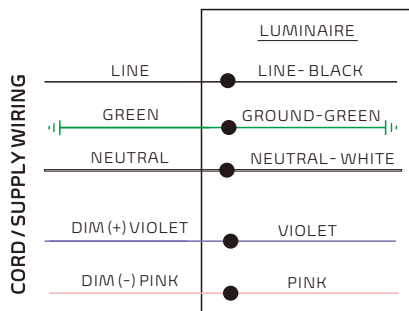 LUMINAIRE
LINE LINE-BLACK
GREEN GROUND-GREEN
NEUTRAL NEUTRAL-WHITE
DIM (+) VIOLET VIOLET
DIM (-) PINK PINK
CORD / SUPPLY WIRING